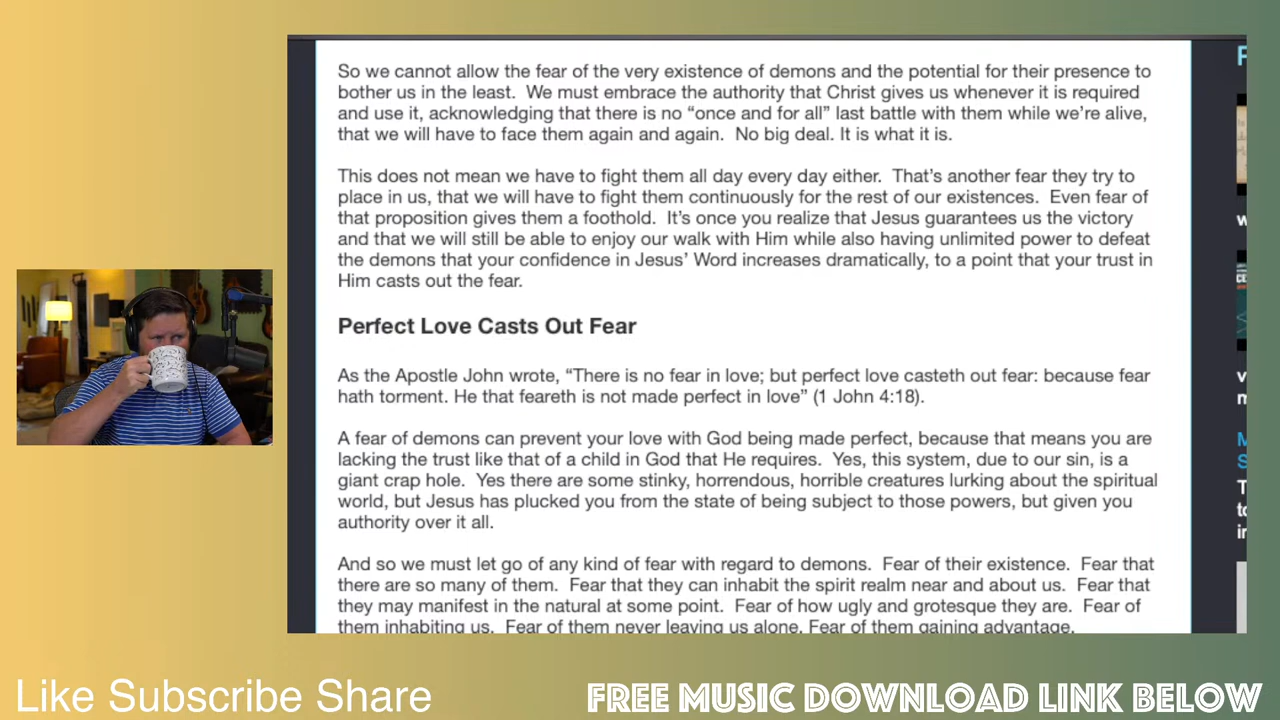 So we cannot allow the fear of the very existence of demons and the potential for their presence to
bother us in the least.  We must embrace the authority that Christ gives us whenever it is required
and use it, acknowledging that there is no “once and for all” last battle with them while we’re alive,
that we will have to face them again and again.  No big deal. It is what it is.
This does not mean we have to fight them all day every day either.  That’s another fear they try to
place in us, that we will have to fight them continuously for the rest of our existences.  Even fear of
that proposition gives them a foothold.  It’s once you realize that Jesus guarantees us the victory
and that we will still be able to enjoy our walk with Him while also having unlimited power to defeat
the demons that your confidence in Jesus’ Word increases dramatically, to a point that your trust in
Him casts out the fear.
Perfect Love Casts Out Fear
As the Apostle John wrote, “There is no fear in love; but perfect love casteth out fear: because fear
hath torment. He that feareth is not made perfect in love” (1 John 4:18).
A fear of demons can prevent your love with God being made perfect, because that means you are
lacking the trust like that of a child in God that He requires.  Yes, this system, due to our sin, is a
giant crap hole.  Yes there are some stinky, horrendous, horrible creatures lurking about the spiritual
world, but Jesus has plucked you from the state of being subject to those powers, but given you
authority over it all.
And so we must let go of any kind of fear with regard to demons.  Fear of their existence.  Fear that
there are so many of them.  Fear that they can inhabit the spirit realm near and about us.  Fear that
they may manifest in the natural at some point.  Fear of how ugly and grotesque they are.  Fear of
them inhabiting us.  Fear of them never leaving us alone. Fear of them gaining advantage.
Like Subscribe Share
FREE MUSIC DOWNLOAD LINK BELOW